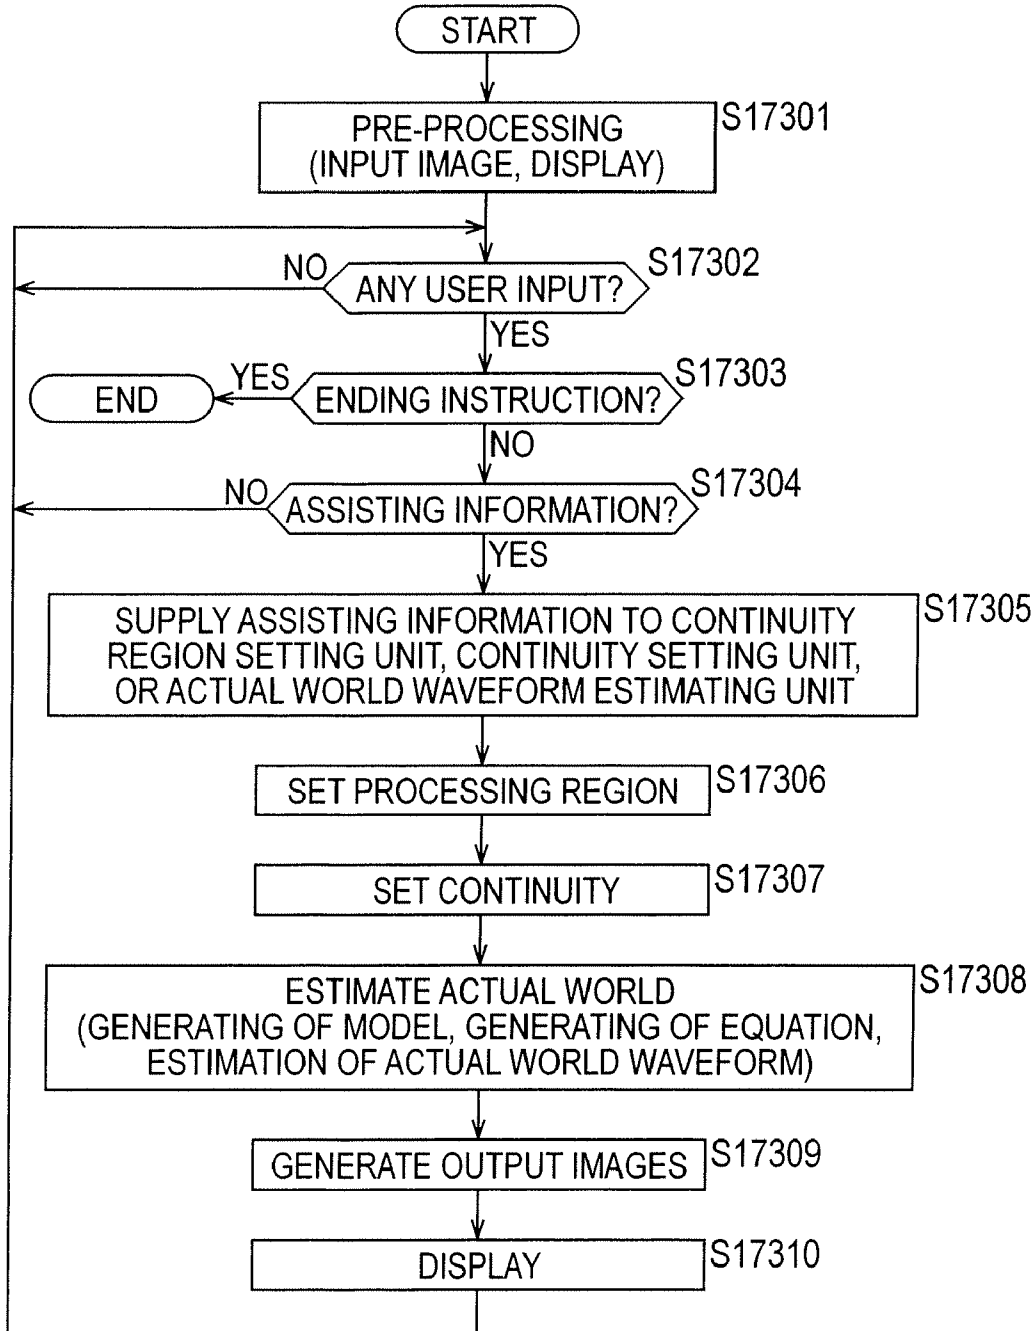 START
PRE-PROCESSING
(INPUT IMAGE, DISPLAY)
S17301
ANY USER INPUT?
S17302
NO
YES
ENDING INSTRUCTION?
S17303
YES
END
NO
ASSISTING INFORMATION?
S17304
NO
YES
SUPPLY ASSISTING INFORMATION TO CONTINUITY
REGION SETTING UNIT, CONTINUITY SETTING UNIT,
OR ACTUAL WORLD WAVEFORM ESTIMATING UNIT
S17305
SET PROCESSING REGION
S17306
SET CONTINUITY
S17307
ESTIMATE ACTUAL WORLD
(GENERATING OF MODEL, GENERATING OF EQUATION,
ESTIMATION OF ACTUAL WORLD WAVEFORM)
S17308
GENERATE OUTPUT IMAGES
S17309
DISPLAY
S17310